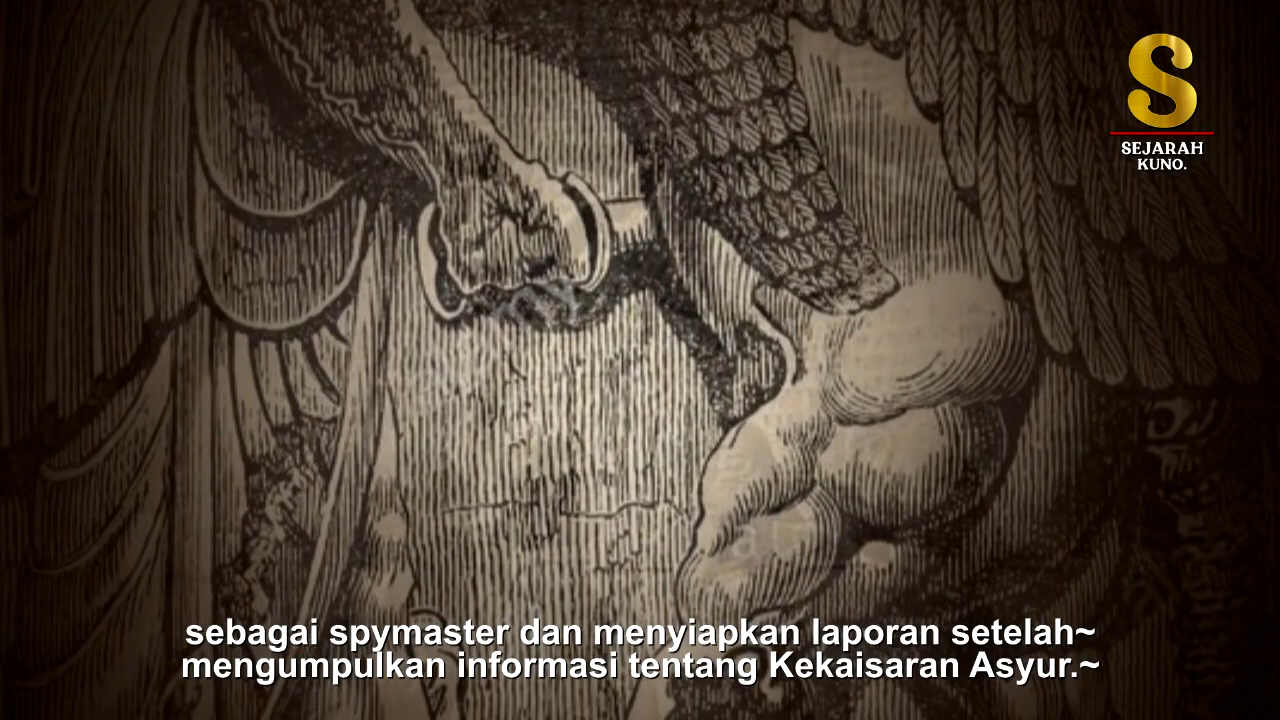 S
SEJARAH
KUNO.
sebagai spymaster dan menyiapkan laporan setelah~
mengumpulkan informasi tentang Kekaisaran Asyur.~